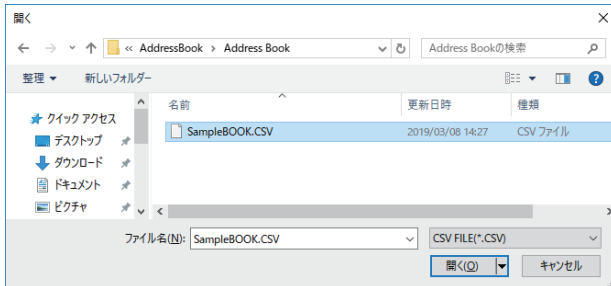 開く
« AddressBook › Address Book
Address Bookの検索
整理 新しいフォルダー
名前 更新日時 種類
クイック アクセス
SampleBOOK.CSV 2019/03/08 14:27 CSV ファイル
デスクトップ
ダウンロード
ドキュメント
ピクチャ
ファイル名(N): SampleBOOK.CSV CSV FILE(*.CSV)
開く(O) キャンセル